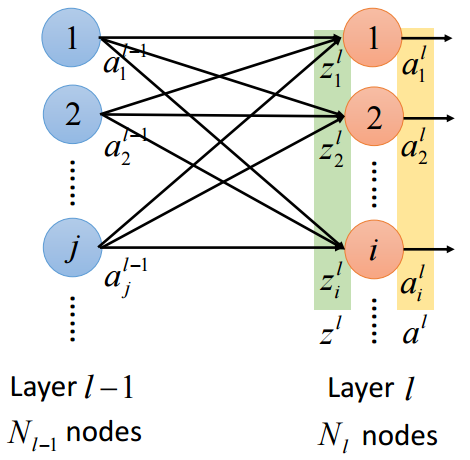 1 1
a_1^{l-1} z_1^l a_1^l
2 2
a_2^{l-1} z_2^l a_2^l
j i
a_j^{l-1} z_i^l a_i^l
z^l a^l
Layer l−1 Layer l
N_{l-1} nodes N_l nodes